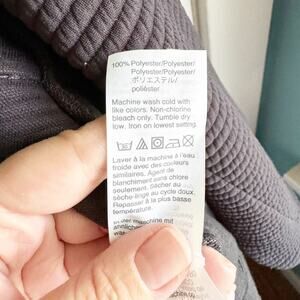 100% Polyester/Polyester/
Polyester/Polyester/
ポリエステル/
poliéster
Machine wash cold with
like colors. Non-chlorine
bleach only. Tumble dry
low. Iron on lowest setting.
Laver à la machine à l'eau
froide avec des couleurs
similaires. Agent de
blanchiment sans chlore
seulement. Sécher au
sèche-linge au cycle doux.
Repasser à la plus basse
température.
maschine mit